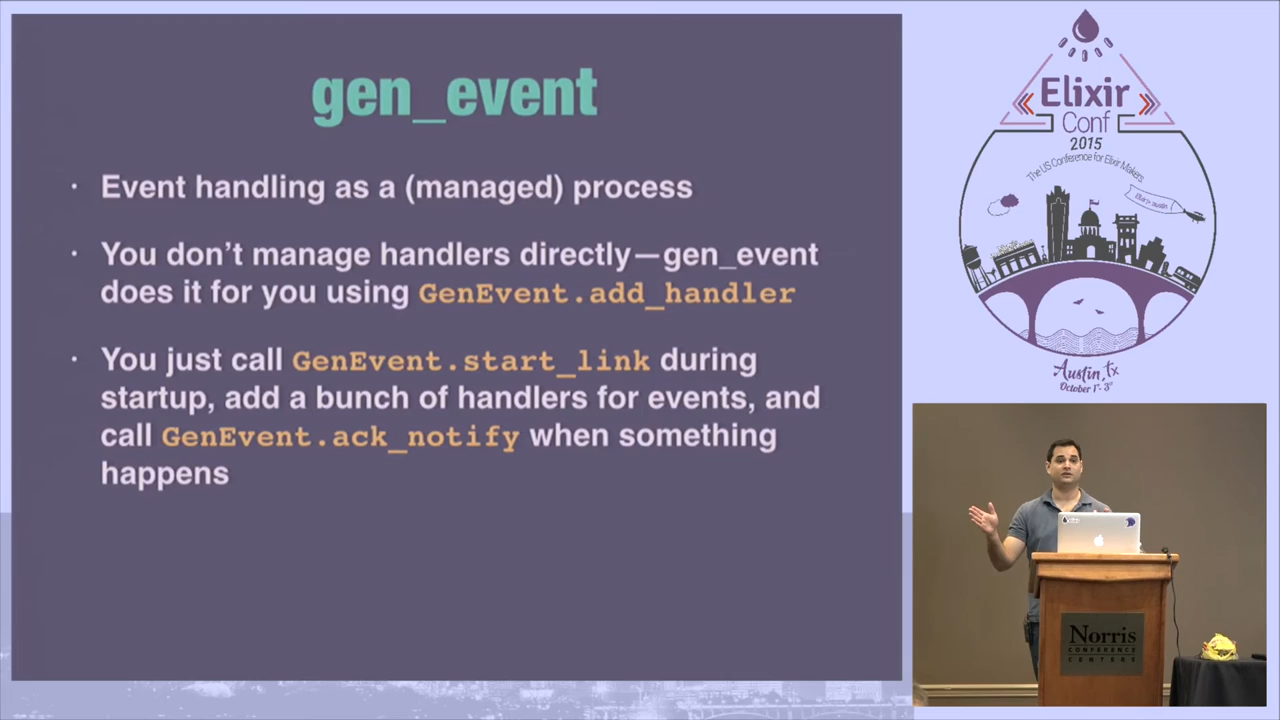 gen_event
· Event handling as a (managed) process
· You don't manage handlers directly—gen_event
does it for you using GenEvent.add_handler
· You just call GenEvent.start_link during
startup, add a bunch of handlers for events, and
call GenEvent.ack_notify when something
happens
Elixir
Conf
2015
The US Conference for Elixir Makers
Austin, Tx
October 1st- 3rd
Norris
CONFERENCE
CENTERS